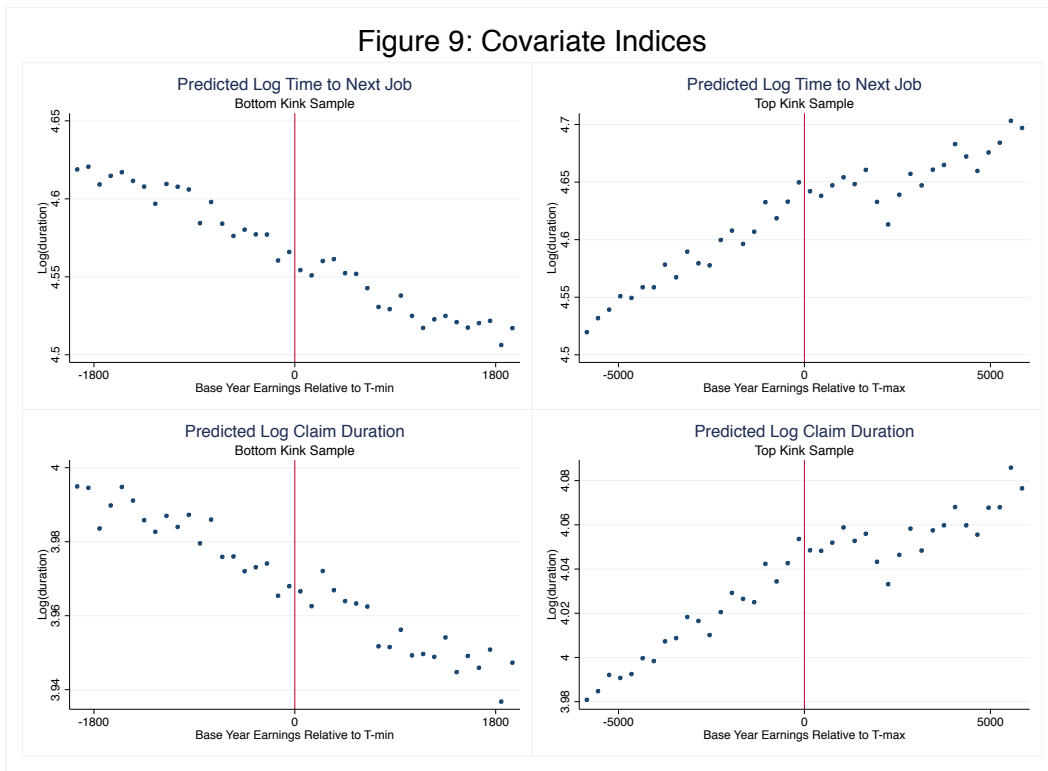 Figure 9: Covariate Indices
Predicted Log Time to Next Job
Bottom Kink Sample
Log(duration)
4.65
4.6
4.55
4.5
-1800
0
1800
Base Year Earnings Relative to T-min
Predicted Log Time to Next Job
Top Kink Sample
Log(duration)
4.7
4.65
4.6
4.55
4.5
-5000
0
5000
Base Year Earnings Relative to T-max
Predicted Log Claim Duration
Bottom Kink Sample
Log(duration)
4
3.98
3.96
3.94
-1800
0
1800
Base Year Earnings Relative to T-min
Predicted Log Claim Duration
Top Kink Sample
Log(duration)
4.08
4.06
4.04
4.02
4
3.98
-5000
0
5000
Base Year Earnings Relative to T-max